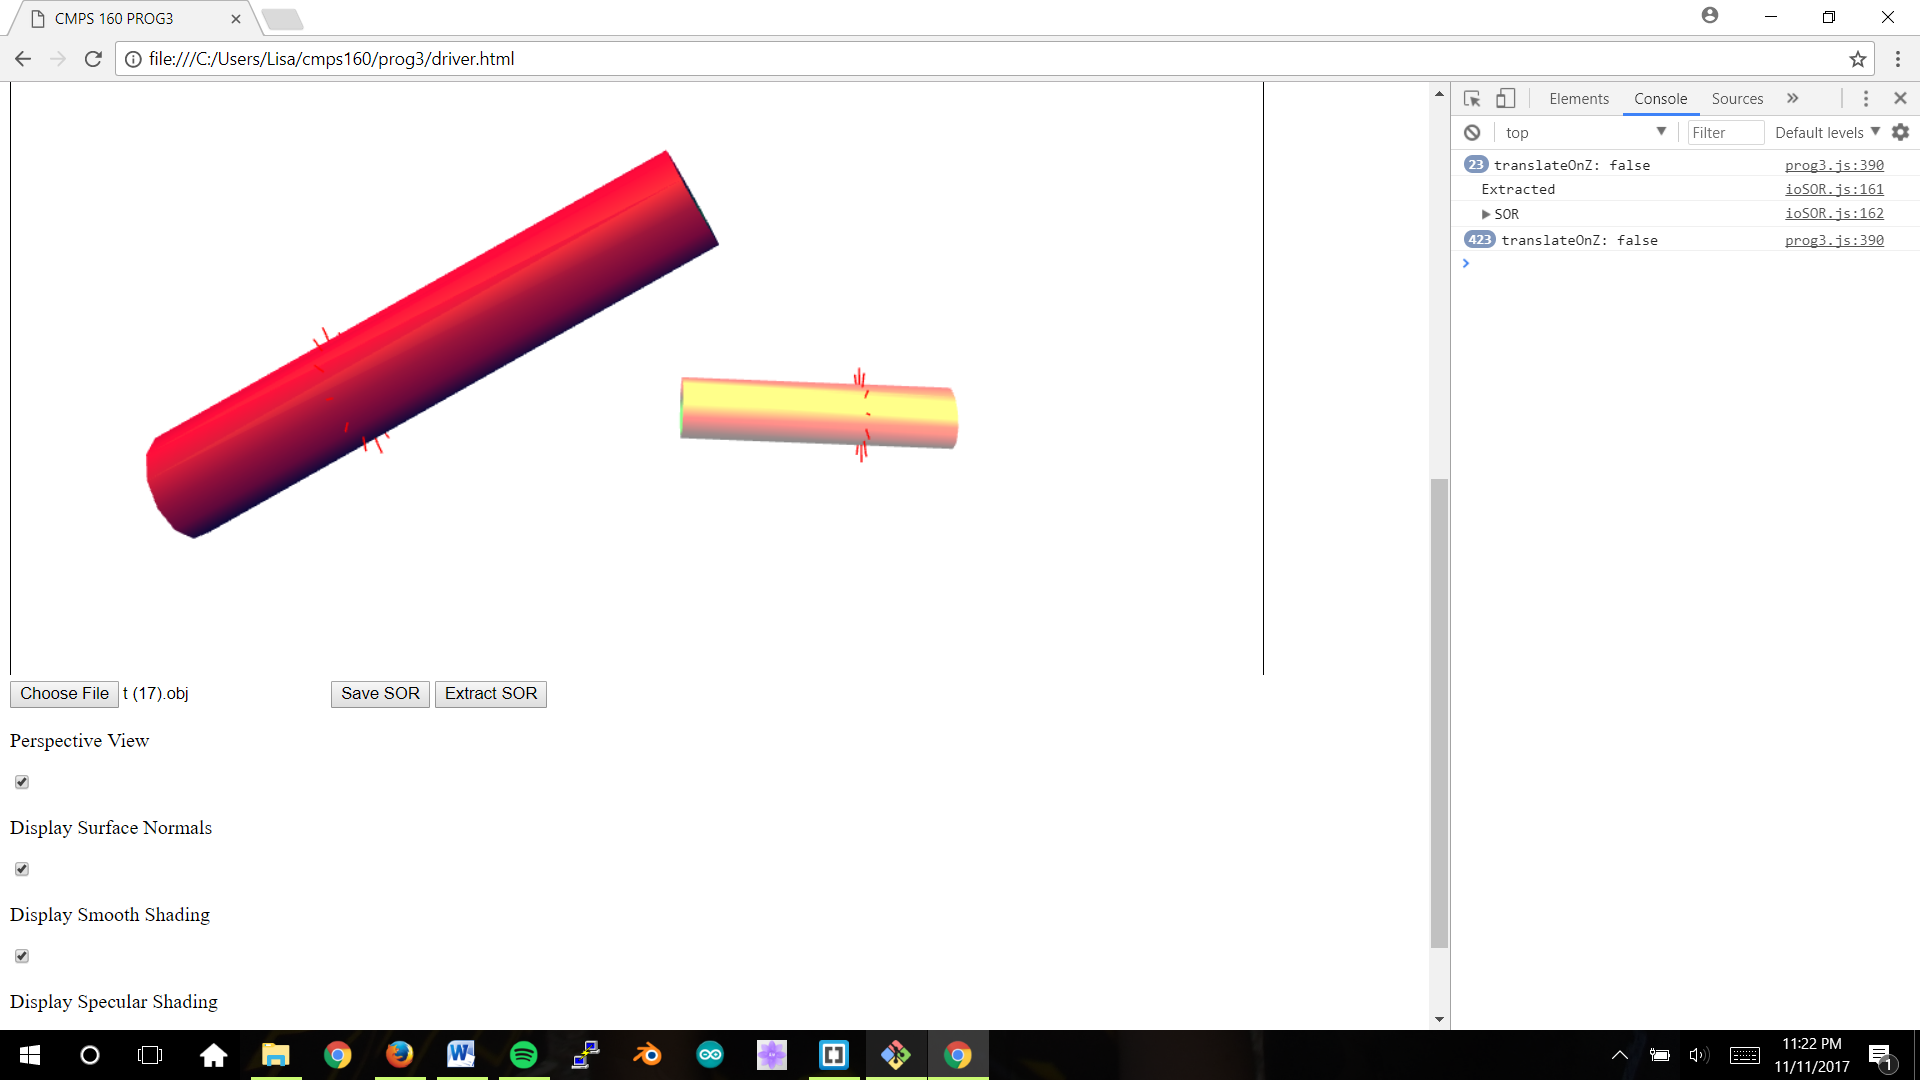 CMPS 160 PROG3
file:///C:/Users/Lisa/cmps160/prog3/driver.html
Elements Console Sources
top Filter Default levels
23 translateOnZ: false prog3.js:390
Extracted ioSOR.js:161
SOR ioSOR.js:162
423 translateOnZ: false prog3.js:390
Choose File t (17).obj Save SOR Extract SOR
Perspective View
Display Surface Normals
Display Smooth Shading
Display Specular Shading
11:22 PM
11/11/2017
1